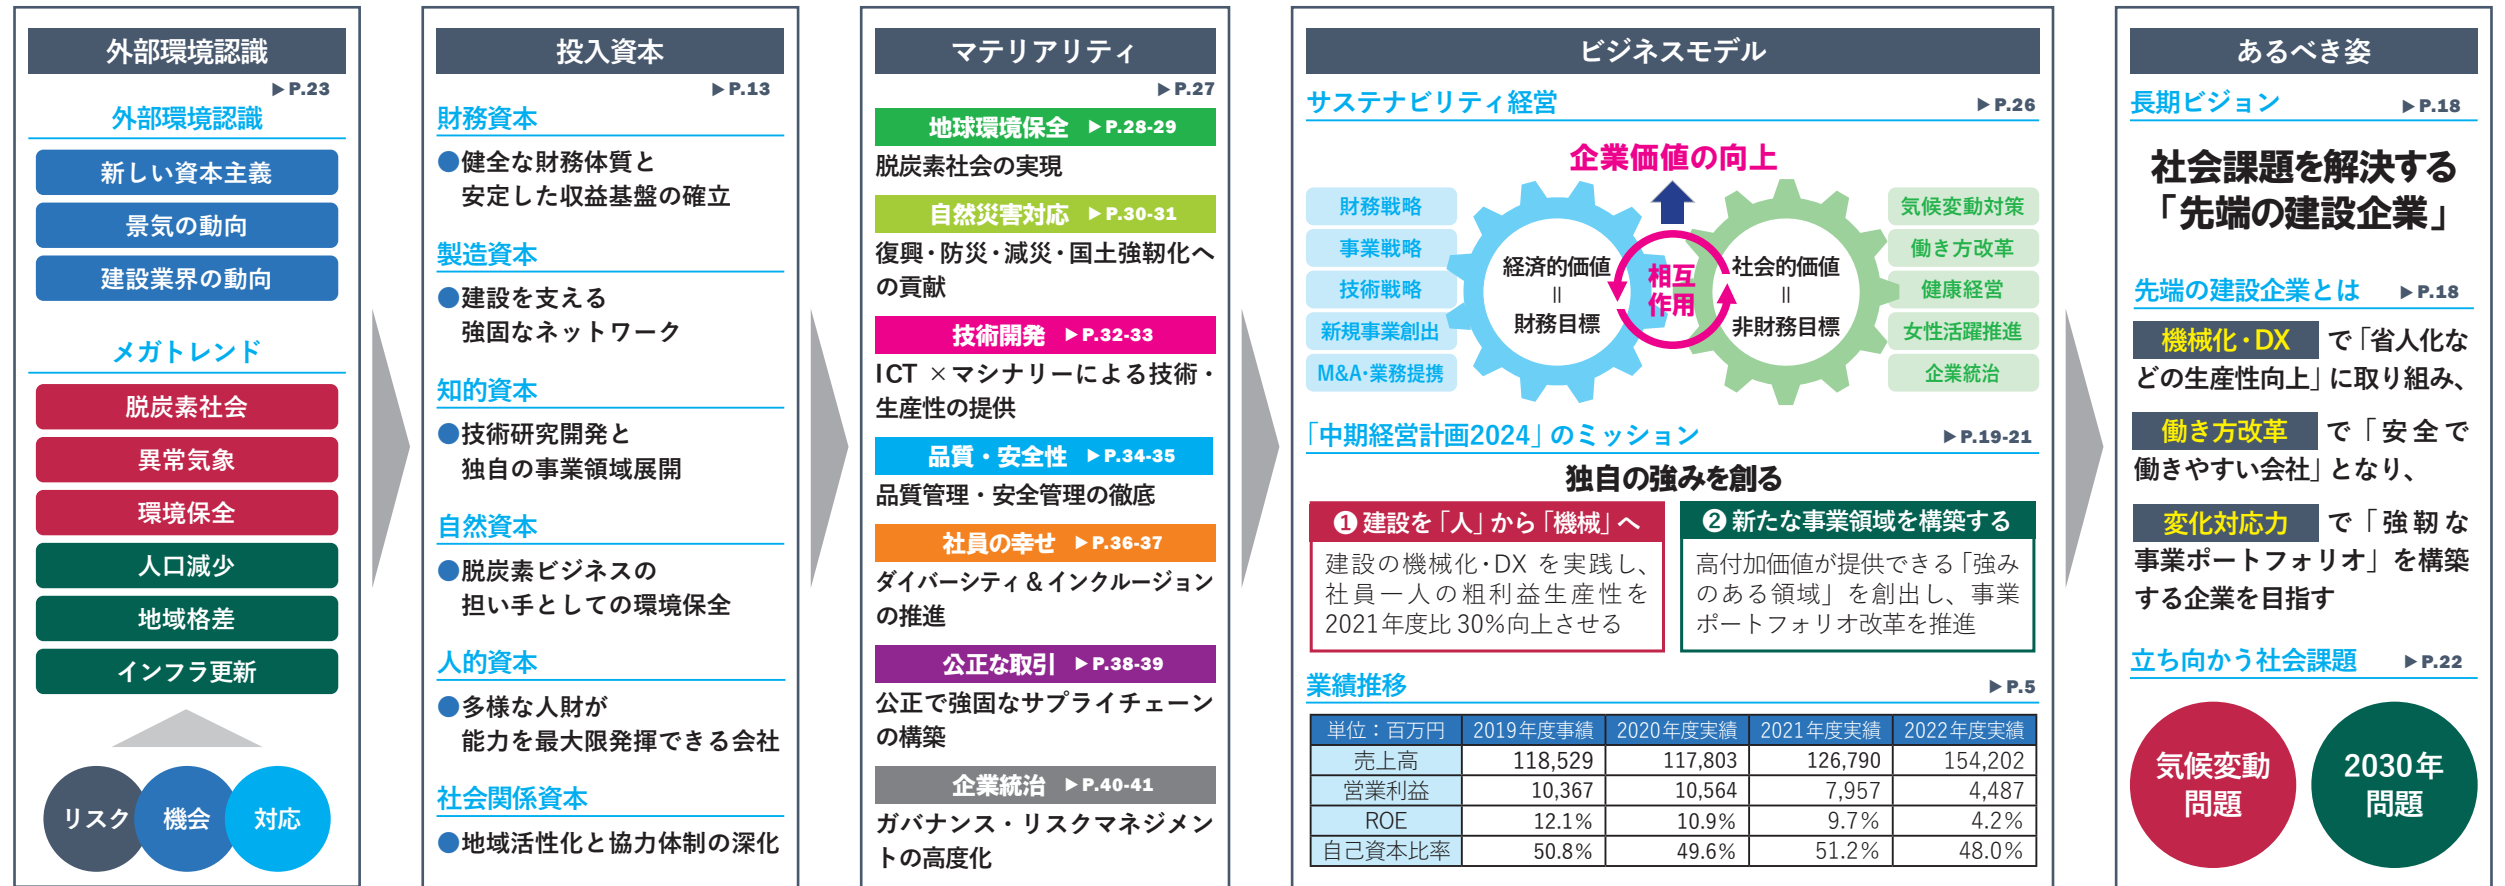 外部環境認識
▶P.23
外部環境認識
新しい資本主義
景気の動向
建設業界の動向
メガトレンド
脱炭素社会
異常気象
環境保全
人口減少
地域格差
インフラ更新
リスク
機会
対応
投入資本
▶P.13
財務資本
●健全な財務体質と
安定した収益基盤の確立
製造資本
●建設を支える
強固なネットワーク
知的資本
●技術研究開発と
独自の事業領域展開
自然資本
●脱炭素ビジネスの
担い手としての環境保全
人的資本
●多様な人財が
能力を最大限発揮できる会社
社会関係資本
●地域活性化と協力体制の深化
マテリアリティ
▶P.27
地球環境保全 ▶P.28-29
脱炭素社会の実現
自然災害対応 ▶P.30-31
復興・防災・減災・国土強靭化へ
の貢献
技術開発 ▶P.32-33
ICT ×マシナリーによる技術・
生産性の提供
品質・安全性 ▶P.34-35
品質管理・安全管理の徹底
社員の幸せ ▶P.36-37
ダイバーシティ＆インクルージョン
の推進
公正な取引 ▶P.38-39
公正で強固なサプライチェーン
の構築
企業統治 ▶P.40-41
ガバナンス・リスクマネジメン
トの高度化
ビジネスモデル
サステナビリティ経営 ▶P.26
企業価値の向上
財務戦略
事業戦略
技術戦略
新規事業創出
M&A・業務提携
経済的価値
＝
財務目標
相互
作用
社会的価値
＝
非財務目標
気候変動対策
働き方改革
健康経営
女性活躍推進
企業統治
「中期経営計画2024」のミッション ▶P.19-21
独自の強みを創る
❶建設を「人」から「機械」へ
建設の機械化・DX を実践し、
社員一人の粗利益生産性を
2021年度比 30%向上させる
❷新たな事業領域を構築する
高付加価値が提供できる「強み
のある領域」を創出し、事業
ポートフォリオ改革を推進
業績推移 ▶P.5
単位：百万円 2019年度事績 2020年度実績 2021年度実績 2022年度実績
売上高 118,529 117,803 126,790 154,202
営業利益 10,367 10,564 7,957 4,487
ROE 12.1% 10.9% 9.7% 4.2%
自己資本比率 50.8% 49.6% 51.2% 48.0%
あるべき姿
長期ビジョン ▶P.18
社会課題を解決する
「先端の建設企業」
先端の建設企業とは ▶P.18
機械化・DX で「省人化な
どの生産性向上」に取り組み、
働き方改革 で「安全で
働きやすい会社」となり、
変化対応力 で「強靭な
事業ポートフォリオ」を構築
する企業を目指す
立ち向かう社会課題 ▶P.22
気候変動
問題
2030年
問題